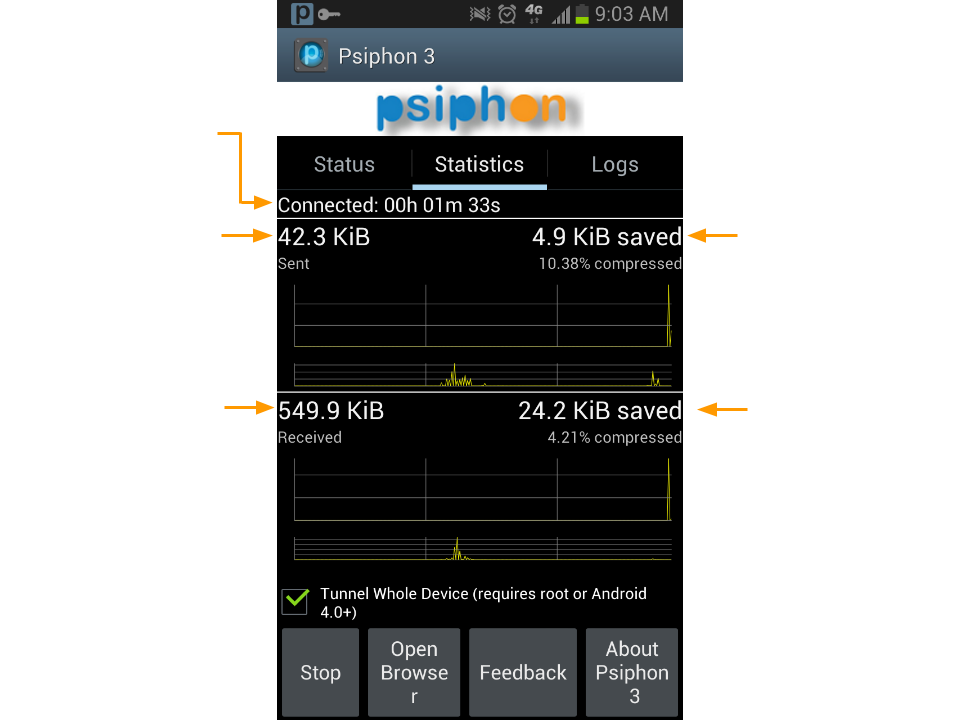 4G 9:03 AM
Psiphon 3
psiphon
Status Statistics Logs
Connected: 00h 01m 33s
42.3 KiB 4.9 KiB saved
Sent 10.38% compressed
549.9 KiB 24.2 KiB saved
Received 4.21% compressed
Tunnel Whole Device (requires root or Android
4.0+)
Stop
Open
Browse
r
Feedback
About
Psiphon
3